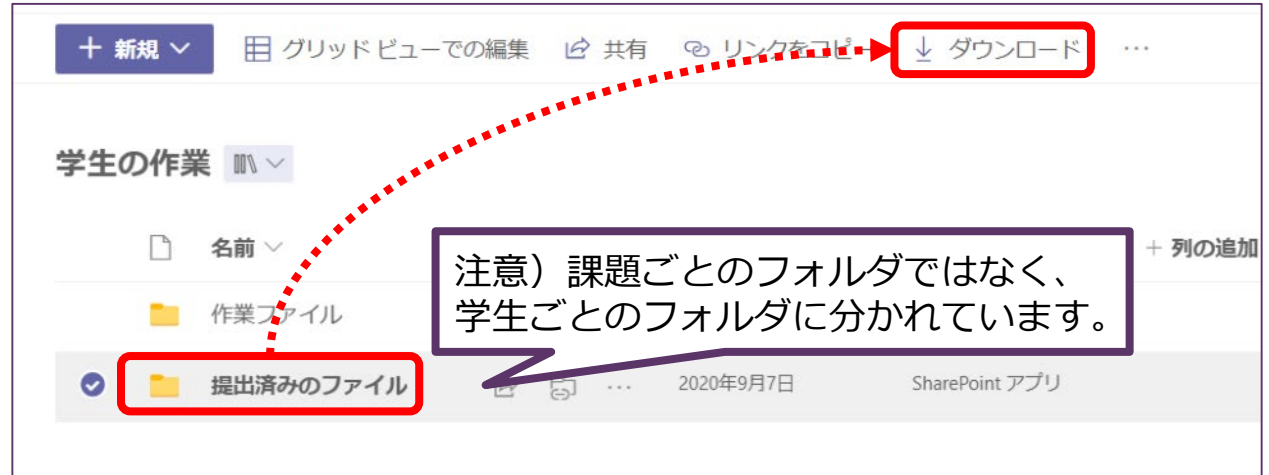 ＋ 新規 グリッド ビューでの編集 共有 リンクをコピー ダウンロード …
学生の作業
名前 ＋ 列の追加
注意）課題ごとのフォルダではなく、
学生ごとのフォルダに分かれています。
作業ファイル
提出済みのファイル … 2020年9月7日 SharePoint アプリ